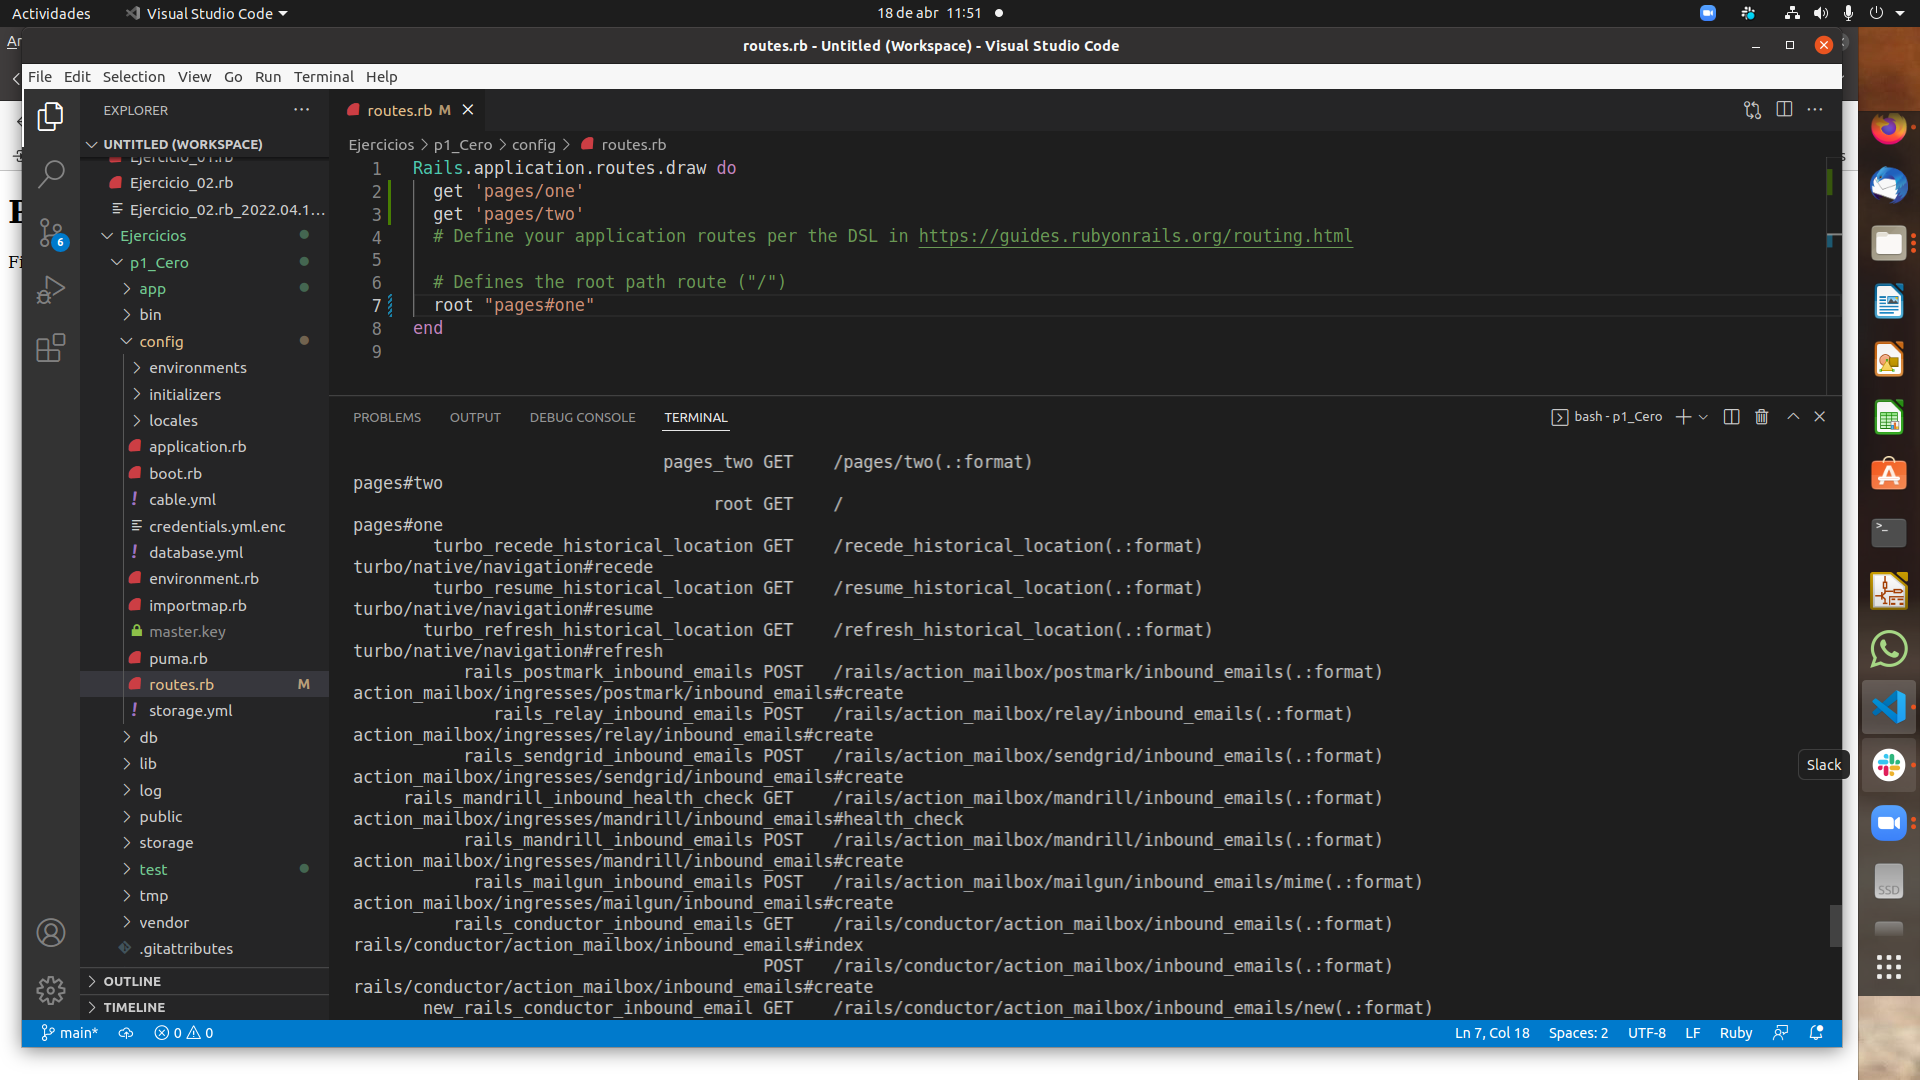 Actividades
Visual Studio Code
18 de abr 11:51
routes.rb - Untitled (Workspace) - Visual Studio Code
File Edit Selection View Go Run Terminal Help
EXPLORER
UNTITLED (WORKSPACE)
Ejercicio_01.rb
Ejercicio_02.rb
Ejercicio_02.rb_2022.04.1...
Ejercicios
p1_Cero
app
bin
config
environments
initializers
locales
application.rb
boot.rb
cable.yml
credentials.yml.enc
database.yml
environment.rb
importmap.rb
master.key
puma.rb
routes.rb M
storage.yml
db
lib
log
public
storage
test
tmp
vendor
.gitattributes
OUTLINE
TIMELINE
6
routes.rb M
Ejercicios > p1_Cero > config > routes.rb
1 Rails.application.routes.draw do
2 get 'pages/one'
3 get 'pages/two'
4 # Define your application routes per the DSL in https://guides.rubyonrails.org/routing.html
5
6 # Defines the root path route ("/")
7 root "pages#one"
8 end
9
PROBLEMS OUTPUT DEBUG CONSOLE TERMINAL
bash - p1_Cero
pages_two GET /pages/two(.:format)
pages#two
root GET /
pages#one
turbo_recede_historical_location GET /recede_historical_location(.:format)
turbo/native/navigation#recede
turbo_resume_historical_location GET /resume_historical_location(.:format)
turbo/native/navigation#resume
turbo_refresh_historical_location GET /refresh_historical_location(.:format)
turbo/native/navigation#refresh
rails_postmark_inbound_emails POST /rails/action_mailbox/postmark/inbound_emails(.:format)
action_mailbox/ingresses/postmark/inbound_emails#create
rails_relay_inbound_emails POST /rails/action_mailbox/relay/inbound_emails(.:format)
action_mailbox/ingresses/relay/inbound_emails#create
rails_sendgrid_inbound_emails POST /rails/action_mailbox/sendgrid/inbound_emails(.:format)
action_mailbox/ingresses/sendgrid/inbound_emails#create
rails_mandrill_inbound_health_check GET /rails/action_mailbox/mandrill/inbound_emails(.:format)
action_mailbox/ingresses/mandrill/inbound_emails#health_check
rails_mandrill_inbound_emails POST /rails/action_mailbox/mandrill/inbound_emails(.:format)
action_mailbox/ingresses/mandrill/inbound_emails#create
rails_mailgun_inbound_emails POST /rails/action_mailbox/mailgun/inbound_emails/mime(.:format)
action_mailbox/ingresses/mailgun/inbound_emails#create
rails_conductor_inbound_emails GET /rails/conductor/action_mailbox/inbound_emails(.:format)
rails/conductor/action_mailbox/inbound_emails#index
POST /rails/conductor/action_mailbox/inbound_emails(.:format)
rails/conductor/action_mailbox/inbound_emails#create
new_rails_conductor_inbound_email GET /rails/conductor/action_mailbox/inbound_emails/new(.:format)
Slack
SSD
main* 0 0
Ln 7, Col 18 Spaces: 2 UTF-8 LF Ruby